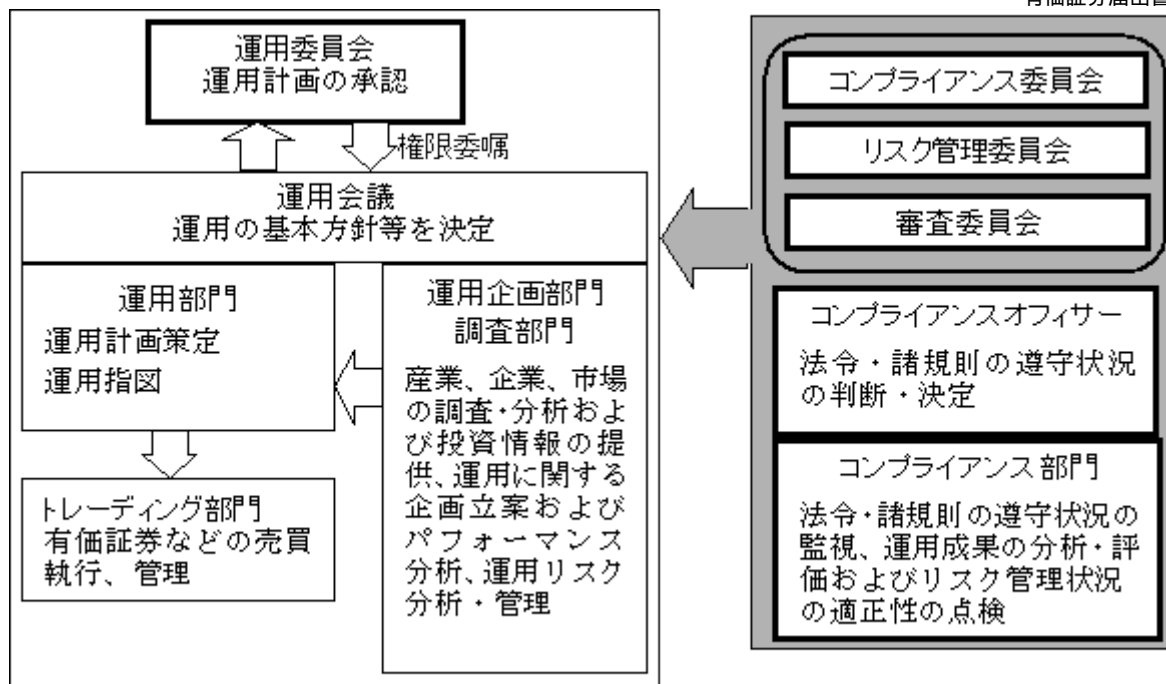 有価証券届出書
運用委員会
運用計画の承認
権限委嘱
運用会議
運用の基本方針等を決定
運用部門
運用計画策定
運用指図
トレーディング部門
有価証券などの売買
執行、管理
運用企画部門
調査部門
産業、企業、市場
の調査・分析およ
び投資情報の提
供、運用に関する
企画立案および
パフォーマンス
分析、運用リスク
分析・管理
コンプライアンス委員会
リスク管理委員会
審査委員会
コンプライアンスオフィサー
法令・諸規則の遵守状況
の判断・決定
コンプライアンス部門
法令・諸規則の遵守状況の
監視、運用成果の分析・評
価およびリスク管理状況
の適正性の点検